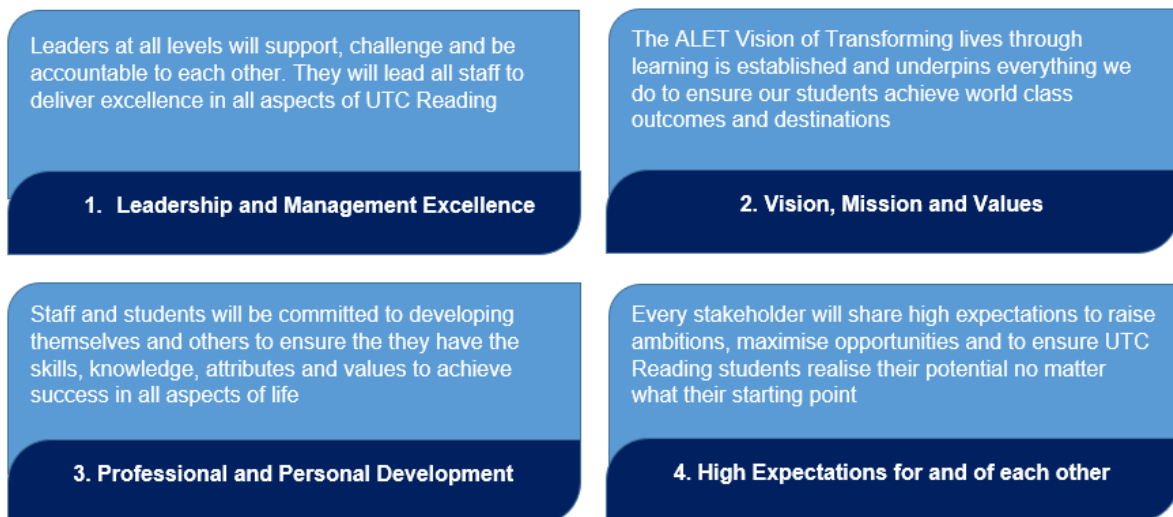 Leaders at all levels will support, challenge and be
accountable to each other. They will lead all staff to
deliver excellence in all aspects of UTC Reading
1. Leadership and Management Excellence
The ALET Vision of Transforming lives through
learning is established and underpins everything we
do to ensure our students achieve world class
outcomes and destinations
2. Vision, Mission and Values
Staff and students will be committed to developing
themselves and others to ensure the they have the
skills, knowledge, attributes and values to achieve
success in all aspects of life
3. Professional and Personal Development
Every stakeholder will share high expectations to raise
ambitions, maximise opportunities and to ensure UTC
Reading students realise their potential no matter
what their starting point
4. High Expectations for and of each other